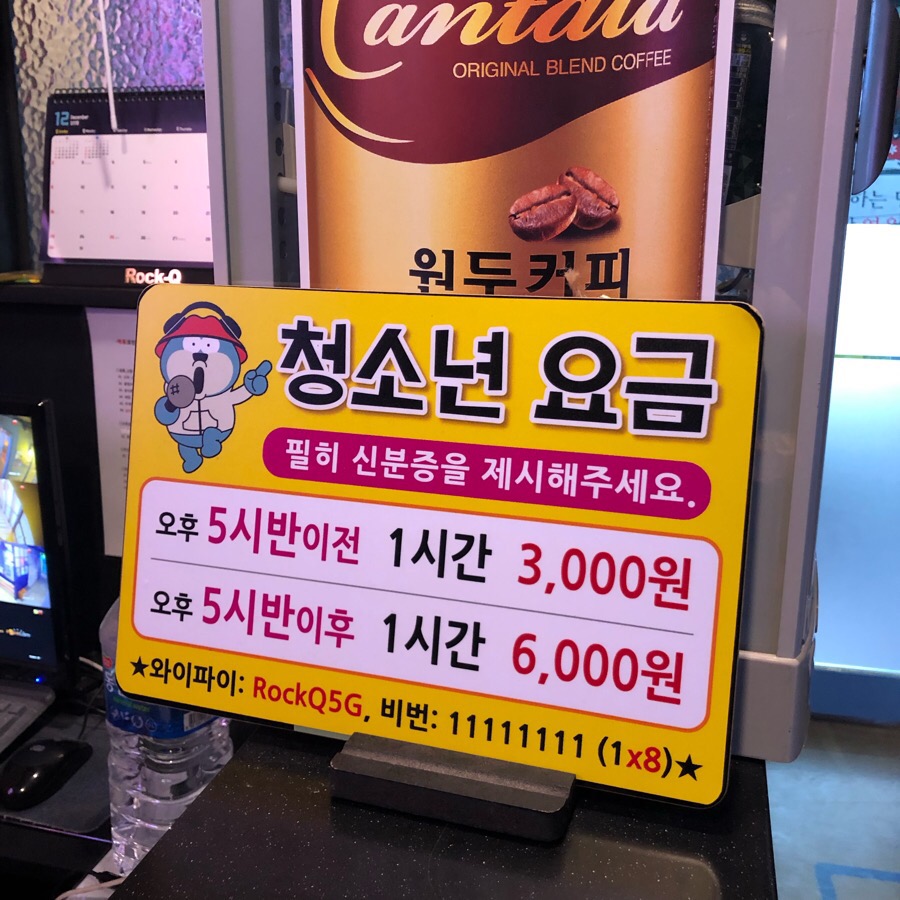 Cantata
ORIGINAL BLEND COFFEE
원두커피
12 December
Rock-Q
청소년 요금
필히 신분증을 제시해주세요.
오후 5시반이전 1시간 3,000원
오후 5시반이후 1시간 6,000원
★와이파이: RockQ5G, 비번: 11111111 (1x8)★